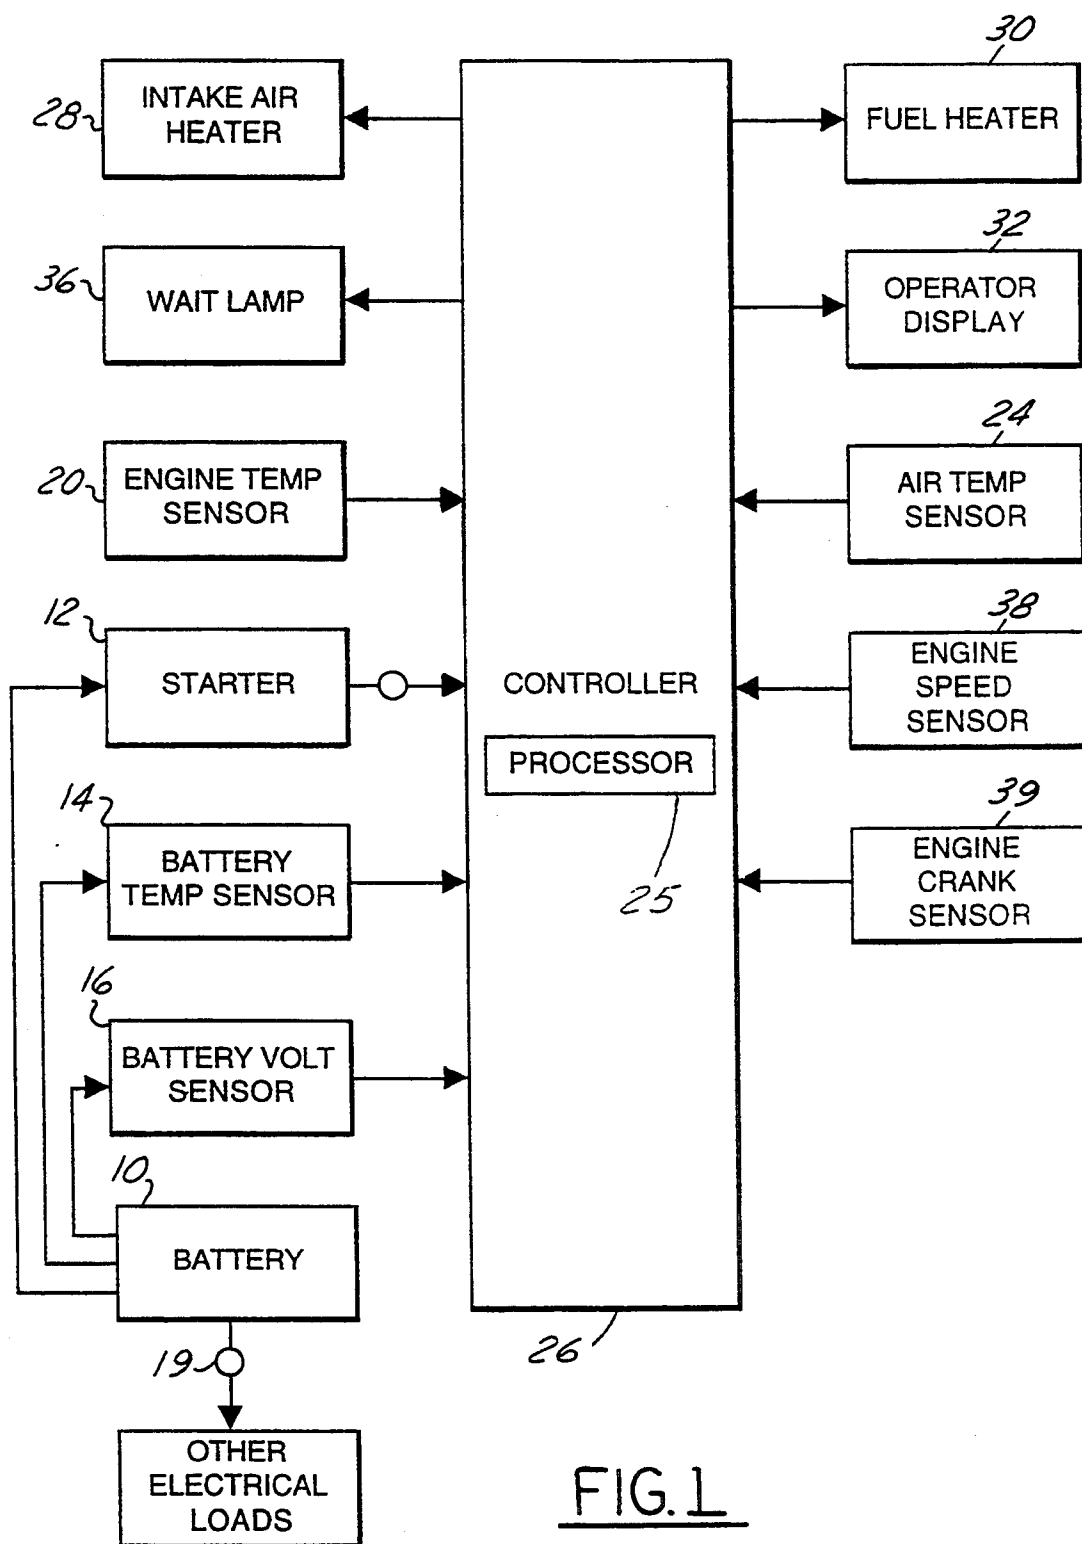 30
28
INTAKE AIR
HEATER
FUEL HEATER
32
36
WAIT LAMP
OPERATOR
DISPLAY
24
20
ENGINE TEMP
SENSOR
AIR TEMP
SENSOR
12
38
STARTER
CONTROLLER
ENGINE
SPEED
SENSOR
PROCESSOR
14
39
BATTERY
TEMP SENSOR
25
ENGINE
CRANK
SENSOR
16
BATTERY VOLT
SENSOR
10
BATTERY
19
26
OTHER
ELECTRICAL
LOADS
FIG. 1